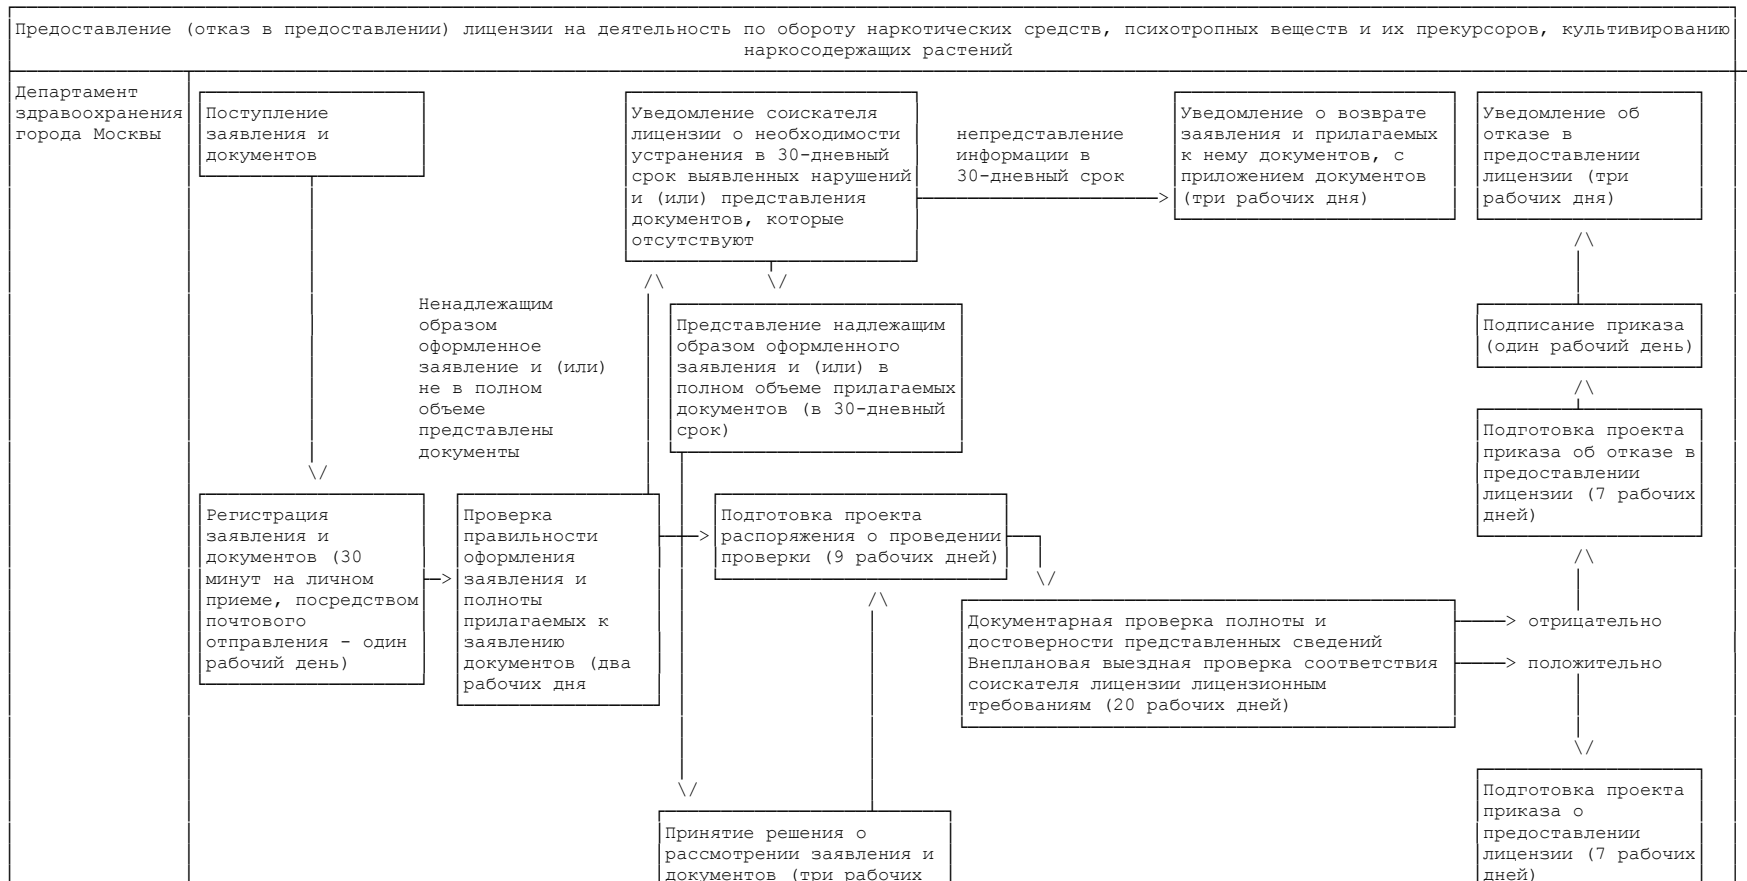 Предоставление (отказ в предоставлении) лицензии на деятельность по обороту наркотических средств, психотропных веществ и их прекурсоров, культивированию
наркосодержащих растений
Департамент
здравоохранения
города Москвы
Поступление
заявления и
документов
Уведомление соискателя
лицензии о необходимости
устранения в 30-дневный
срок выявленных нарушений
и (или) представления
документов, которые
отсутствуют
непредставление
информации в
30-дневный срок
Уведомление о возврате
заявления и прилагаемых
к нему документов, с
приложением документов
(три рабочих дня)
Уведомление об
отказе в
предоставлении
лицензии (три
рабочих дня)
Ненадлежащим
образом
оформленное
заявление и (или)
не в полном
объеме
представлены
документы
Представление надлежащим
образом оформленного
заявления и (или) в
полном объеме прилагаемых
документов (в 30-дневный
срок)
Подписание приказа
(один рабочий день)
Подготовка проекта
приказа об отказе в
предоставлении
лицензии (7 рабочих
дней)
Регистрация
заявления и
документов (30
минут на личном
приеме, посредством
почтового
отправления - один
рабочий день)
Проверка
правильности
оформления
заявления и
полноты
прилагаемых к
заявлению
документов (два
рабочих дня
Подготовка проекта
распоряжения о проведении
проверки (9 рабочих дней)
Документарная проверка полноты и
достоверности представленных сведений
Внеплановая выездная проверка соответствия
соискателя лицензии лицензионным
требованиям (20 рабочих дней)
отрицательно
положительно
Принятие решения о
рассмотрении заявления и
документов (три рабочих
Подготовка проекта
приказа о
предоставлении
лицензии (7 рабочих
дней)